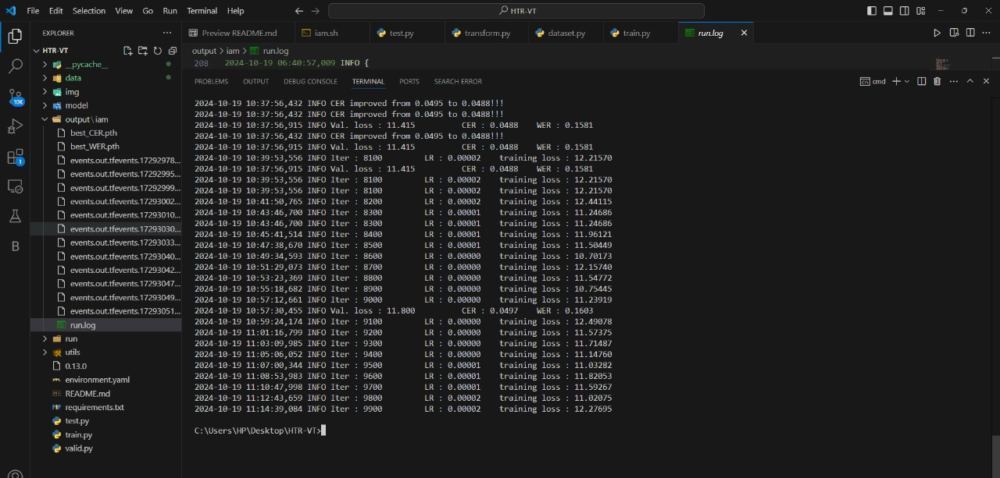 File Edit Selection View Go Run Terminal Help HTR-VT
EXPLORER
HTR-VT
__pycache__
data
img
model
output\iam
best_CER.pth
best_WER.pth
events.out.tfevents.17292978...
events.out.tfevents.17292995...
events.out.tfevents.17292999...
events.out.tfevents.17293002...
events.out.tfevents.17293010...
events.out.tfevents.17293030...
events.out.tfevents.17293033...
events.out.tfevents.17293040...
events.out.tfevents.17293042...
events.out.tfevents.17293047...
events.out.tfevents.17293049...
events.out.tfevents.17293051...
run.log
run
utils
0.13.0
environment.yaml
README.md
requirements.txt
test.py
train.py
valid.py
10K
1
B
Preview README.md iam.sh test.py transform.py dataset.py train.py run.log
output > iam > run.log
208 2024-10-19 06:40:57,009 INFO {
PROBLEMS OUTPUT DEBUG CONSOLE TERMINAL PORTS SEARCH ERROR cmd
2024-10-19 10:37:56,432 INFO CER improved from 0.0495 to 0.0488!!!
2024-10-19 10:37:56,432 INFO CER improved from 0.0495 to 0.0488!!!
2024-10-19 10:37:56,915 INFO Val. loss : 11.415 CER : 0.0488 WER : 0.1581
2024-10-19 10:37:56,432 INFO CER improved from 0.0495 to 0.0488!!!
2024-10-19 10:37:56,915 INFO Val. loss : 11.415 CER : 0.0488 WER : 0.1581
2024-10-19 10:39:53,556 INFO Iter : 8100 LR : 0.00002 training loss : 12.21570
2024-10-19 10:37:56,915 INFO Val. loss : 11.415 CER : 0.0488 WER : 0.1581
2024-10-19 10:39:53,556 INFO Iter : 8100 LR : 0.00002 training loss : 12.21570
2024-10-19 10:39:53,556 INFO Iter : 8100 LR : 0.00002 training loss : 12.21570
2024-10-19 10:41:50,765 INFO Iter : 8200 LR : 0.00002 training loss : 12.44115
2024-10-19 10:43:46,700 INFO Iter : 8300 LR : 0.00001 training loss : 11.24686
2024-10-19 10:43:46,700 INFO Iter : 8300 LR : 0.00001 training loss : 11.24686
2024-10-19 10:45:41,514 INFO Iter : 8400 LR : 0.00001 training loss : 11.96121
2024-10-19 10:47:38,670 INFO Iter : 8500 LR : 0.00001 training loss : 11.50449
2024-10-19 10:49:34,593 INFO Iter : 8600 LR : 0.00000 training loss : 10.70173
2024-10-19 10:51:29,073 INFO Iter : 8700 LR : 0.00000 training loss : 12.15740
2024-10-19 10:53:23,369 INFO Iter : 8800 LR : 0.00000 training loss : 11.54772
2024-10-19 10:55:18,682 INFO Iter : 8900 LR : 0.00000 training loss : 10.75445
2024-10-19 10:57:12,661 INFO Iter : 9000 LR : 0.00000 training loss : 11.23919
2024-10-19 10:57:30,455 INFO Val. loss : 11.800 CER : 0.0497 WER : 0.1603
2024-10-19 10:59:24,174 INFO Iter : 9100 LR : 0.00000 training loss : 12.49078
2024-10-19 11:01:16,799 INFO Iter : 9200 LR : 0.00000 training loss : 11.57375
2024-10-19 11:03:09,985 INFO Iter : 9300 LR : 0.00000 training loss : 11.71487
2024-10-19 11:05:06,052 INFO Iter : 9400 LR : 0.00000 training loss : 11.14760
2024-10-19 11:07:00,344 INFO Iter : 9500 LR : 0.00001 training loss : 11.03282
2024-10-19 11:08:53,983 INFO Iter : 9600 LR : 0.00001 training loss : 11.82053
2024-10-19 11:10:47,998 INFO Iter : 9700 LR : 0.00001 training loss : 11.59267
2024-10-19 11:12:43,659 INFO Iter : 9800 LR : 0.00002 training loss : 11.02075
2024-10-19 11:14:39,084 INFO Iter : 9900 LR : 0.00002 training loss : 12.27695
C:\Users\HP\Desktop\HTR-VT>